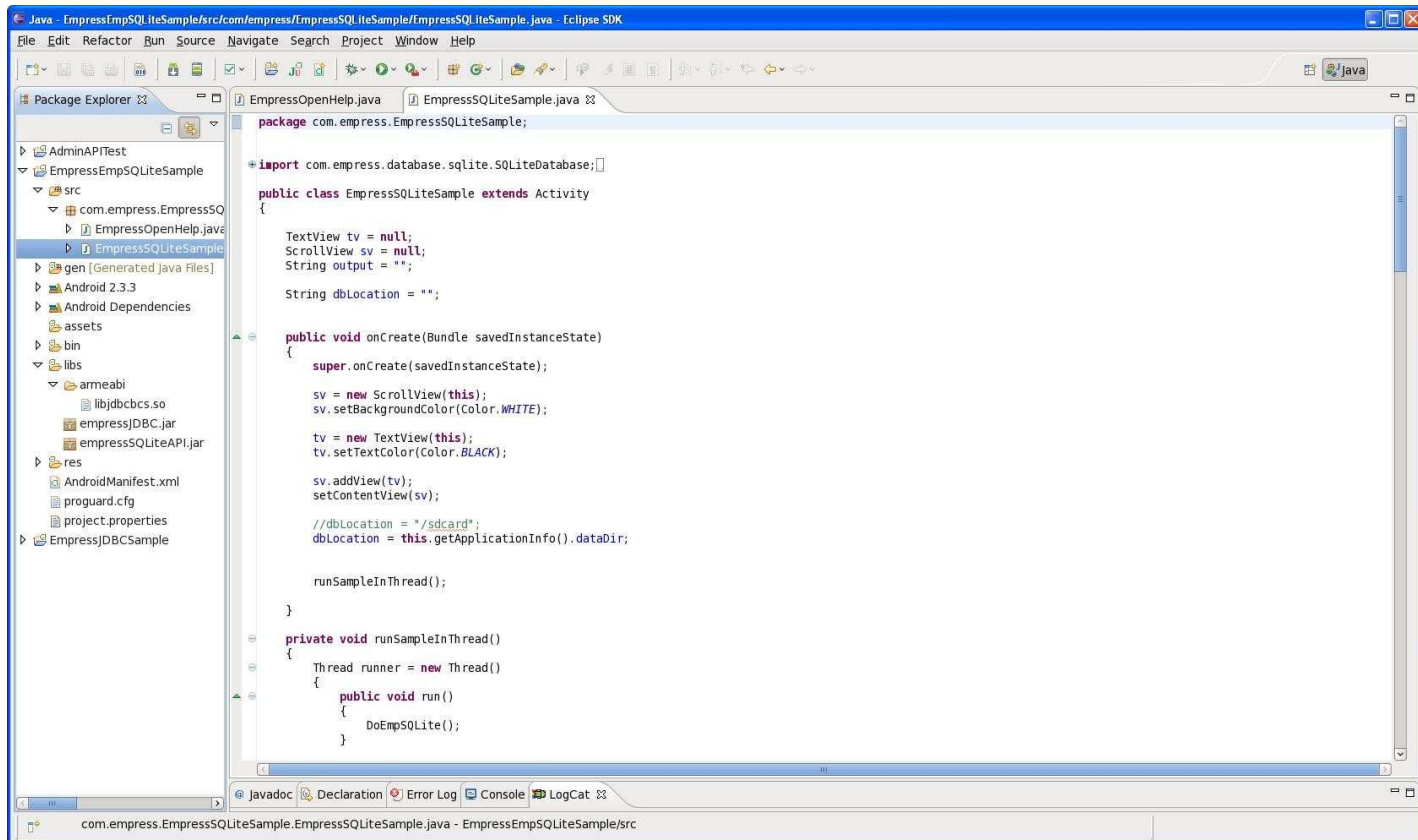 Java - EmpressEmpSQLiteSample/src/com/empress/EmpressSQLiteSample/EmpressSQLiteSample.java - Eclipse SDK
File Edit Refactor Run Source Navigate Search Project Window Help
Java
Package Explorer
AdminAPITest
EmpressEmpSQLiteSample
src
com.empress.EmpressSQ
EmpressOpenHelp.java
EmpressSQLiteSample
gen [Generated Java Files]
Android 2.3.3
Android Dependencies
assets
bin
libs
armeabi
libjdbcbcs.so
empressJDBC.jar
empressSQLiteAPI.jar
res
AndroidManifest.xml
proguard.cfg
project.properties
EmpressJDBCSample
EmpressOpenHelp.java EmpressSQLiteSample.java
package com.empress.EmpressSQLiteSample;
import com.empress.database.sqlite.SQLiteDatabase;
public class EmpressSQLiteSample extends Activity
{
TextView tv = null;
ScrollView sv = null;
String output = "";
String dbLocation = "";
public void onCreate(Bundle savedInstanceState)
{
super.onCreate(savedInstanceState);
sv = new ScrollView(this);
sv.setBackgroundColor(Color.WHITE);
tv = new TextView(this);
tv.setTextColor(Color.BLACK);
sv.addView(tv);
setContentView(sv);
//dbLocation = "/sdcard";
dbLocation = this.getApplicationInfo().dataDir;
runSampleInThread();
}
private void runSampleInThread()
{
Thread runner = new Thread()
{
public void run()
{
DoEmpSQLite();
}
Javadoc Declaration Error Log Console LogCat
com.empress.EmpressSQLiteSample.EmpressSQLiteSample.java - EmpressEmpSQLiteSample/src